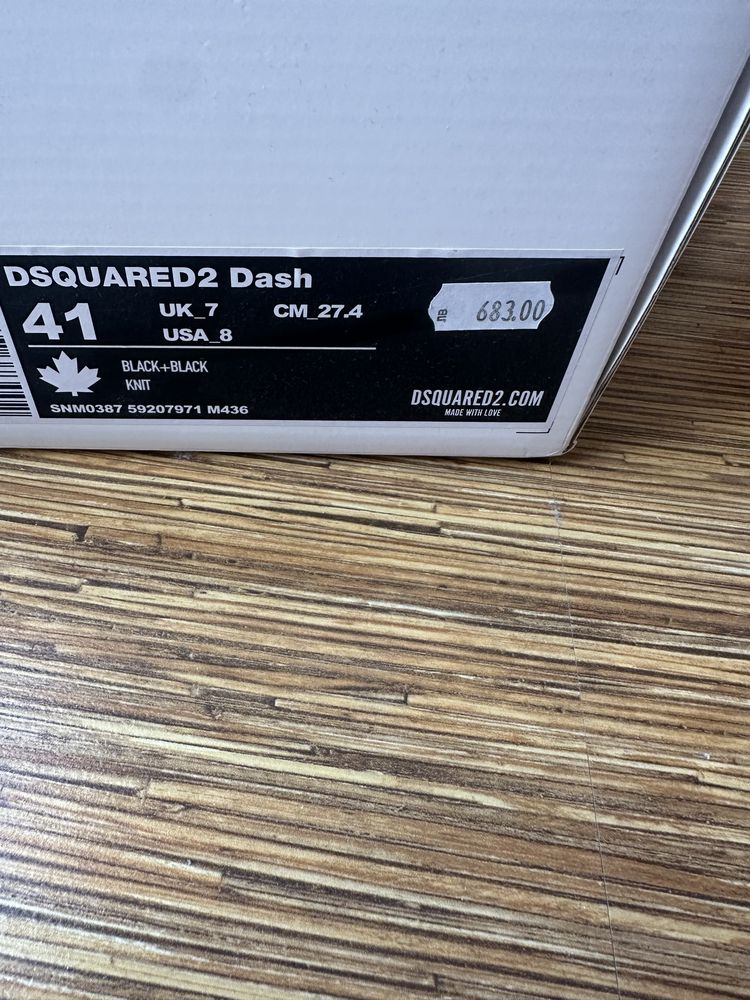 DSQUARED2 Dash
41
UK_7
CM_27.4
USA_8
лв 683.00
BLACK+BLACK
KNIT
SNM0387 59207971 M436
DSQUARED2.COM
MADE WITH LOVE